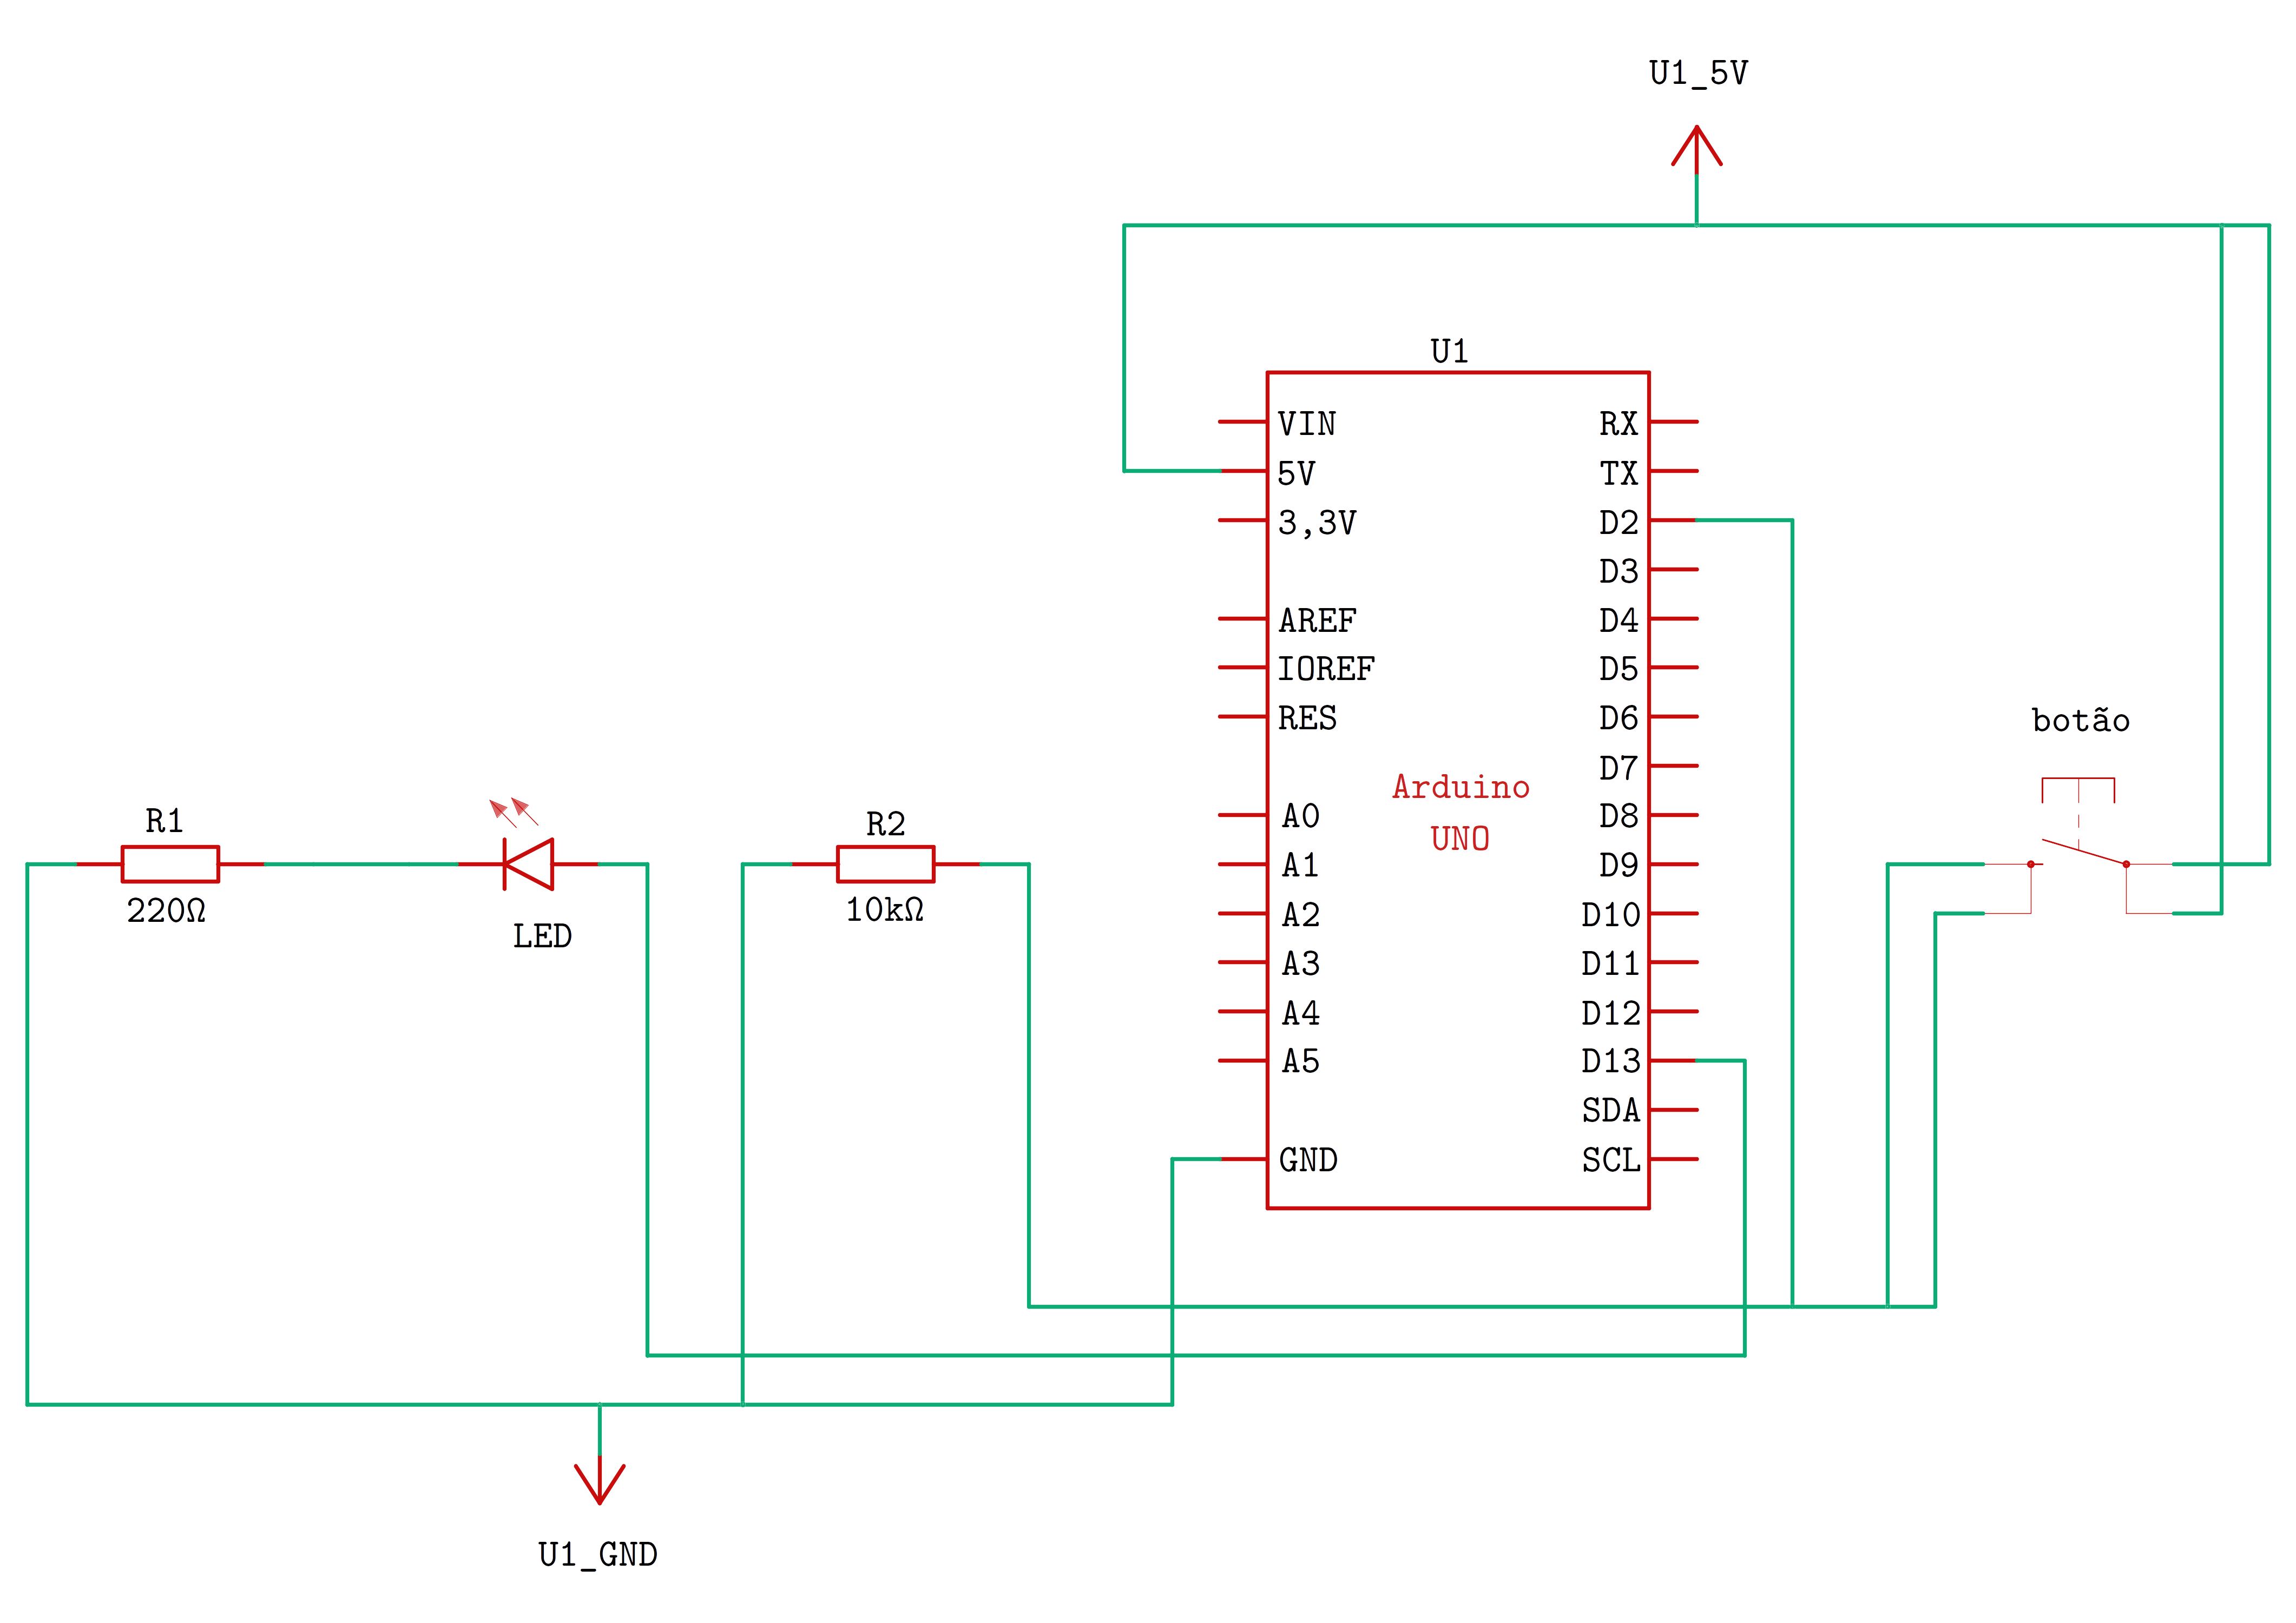 U1_5V
U1
VIN
5V
3,3V
AREF
IOREF
RES
A0
A1
A2
A3
A4
A5
GND
Arduino
UNO
RX
TX
D2
D3
D4
D5
D6
D7
D8
D9
D10
D11
D12
D13
SDA
SCL
botão
R1
220Ω
LED
R2
10kΩ
U1_GND